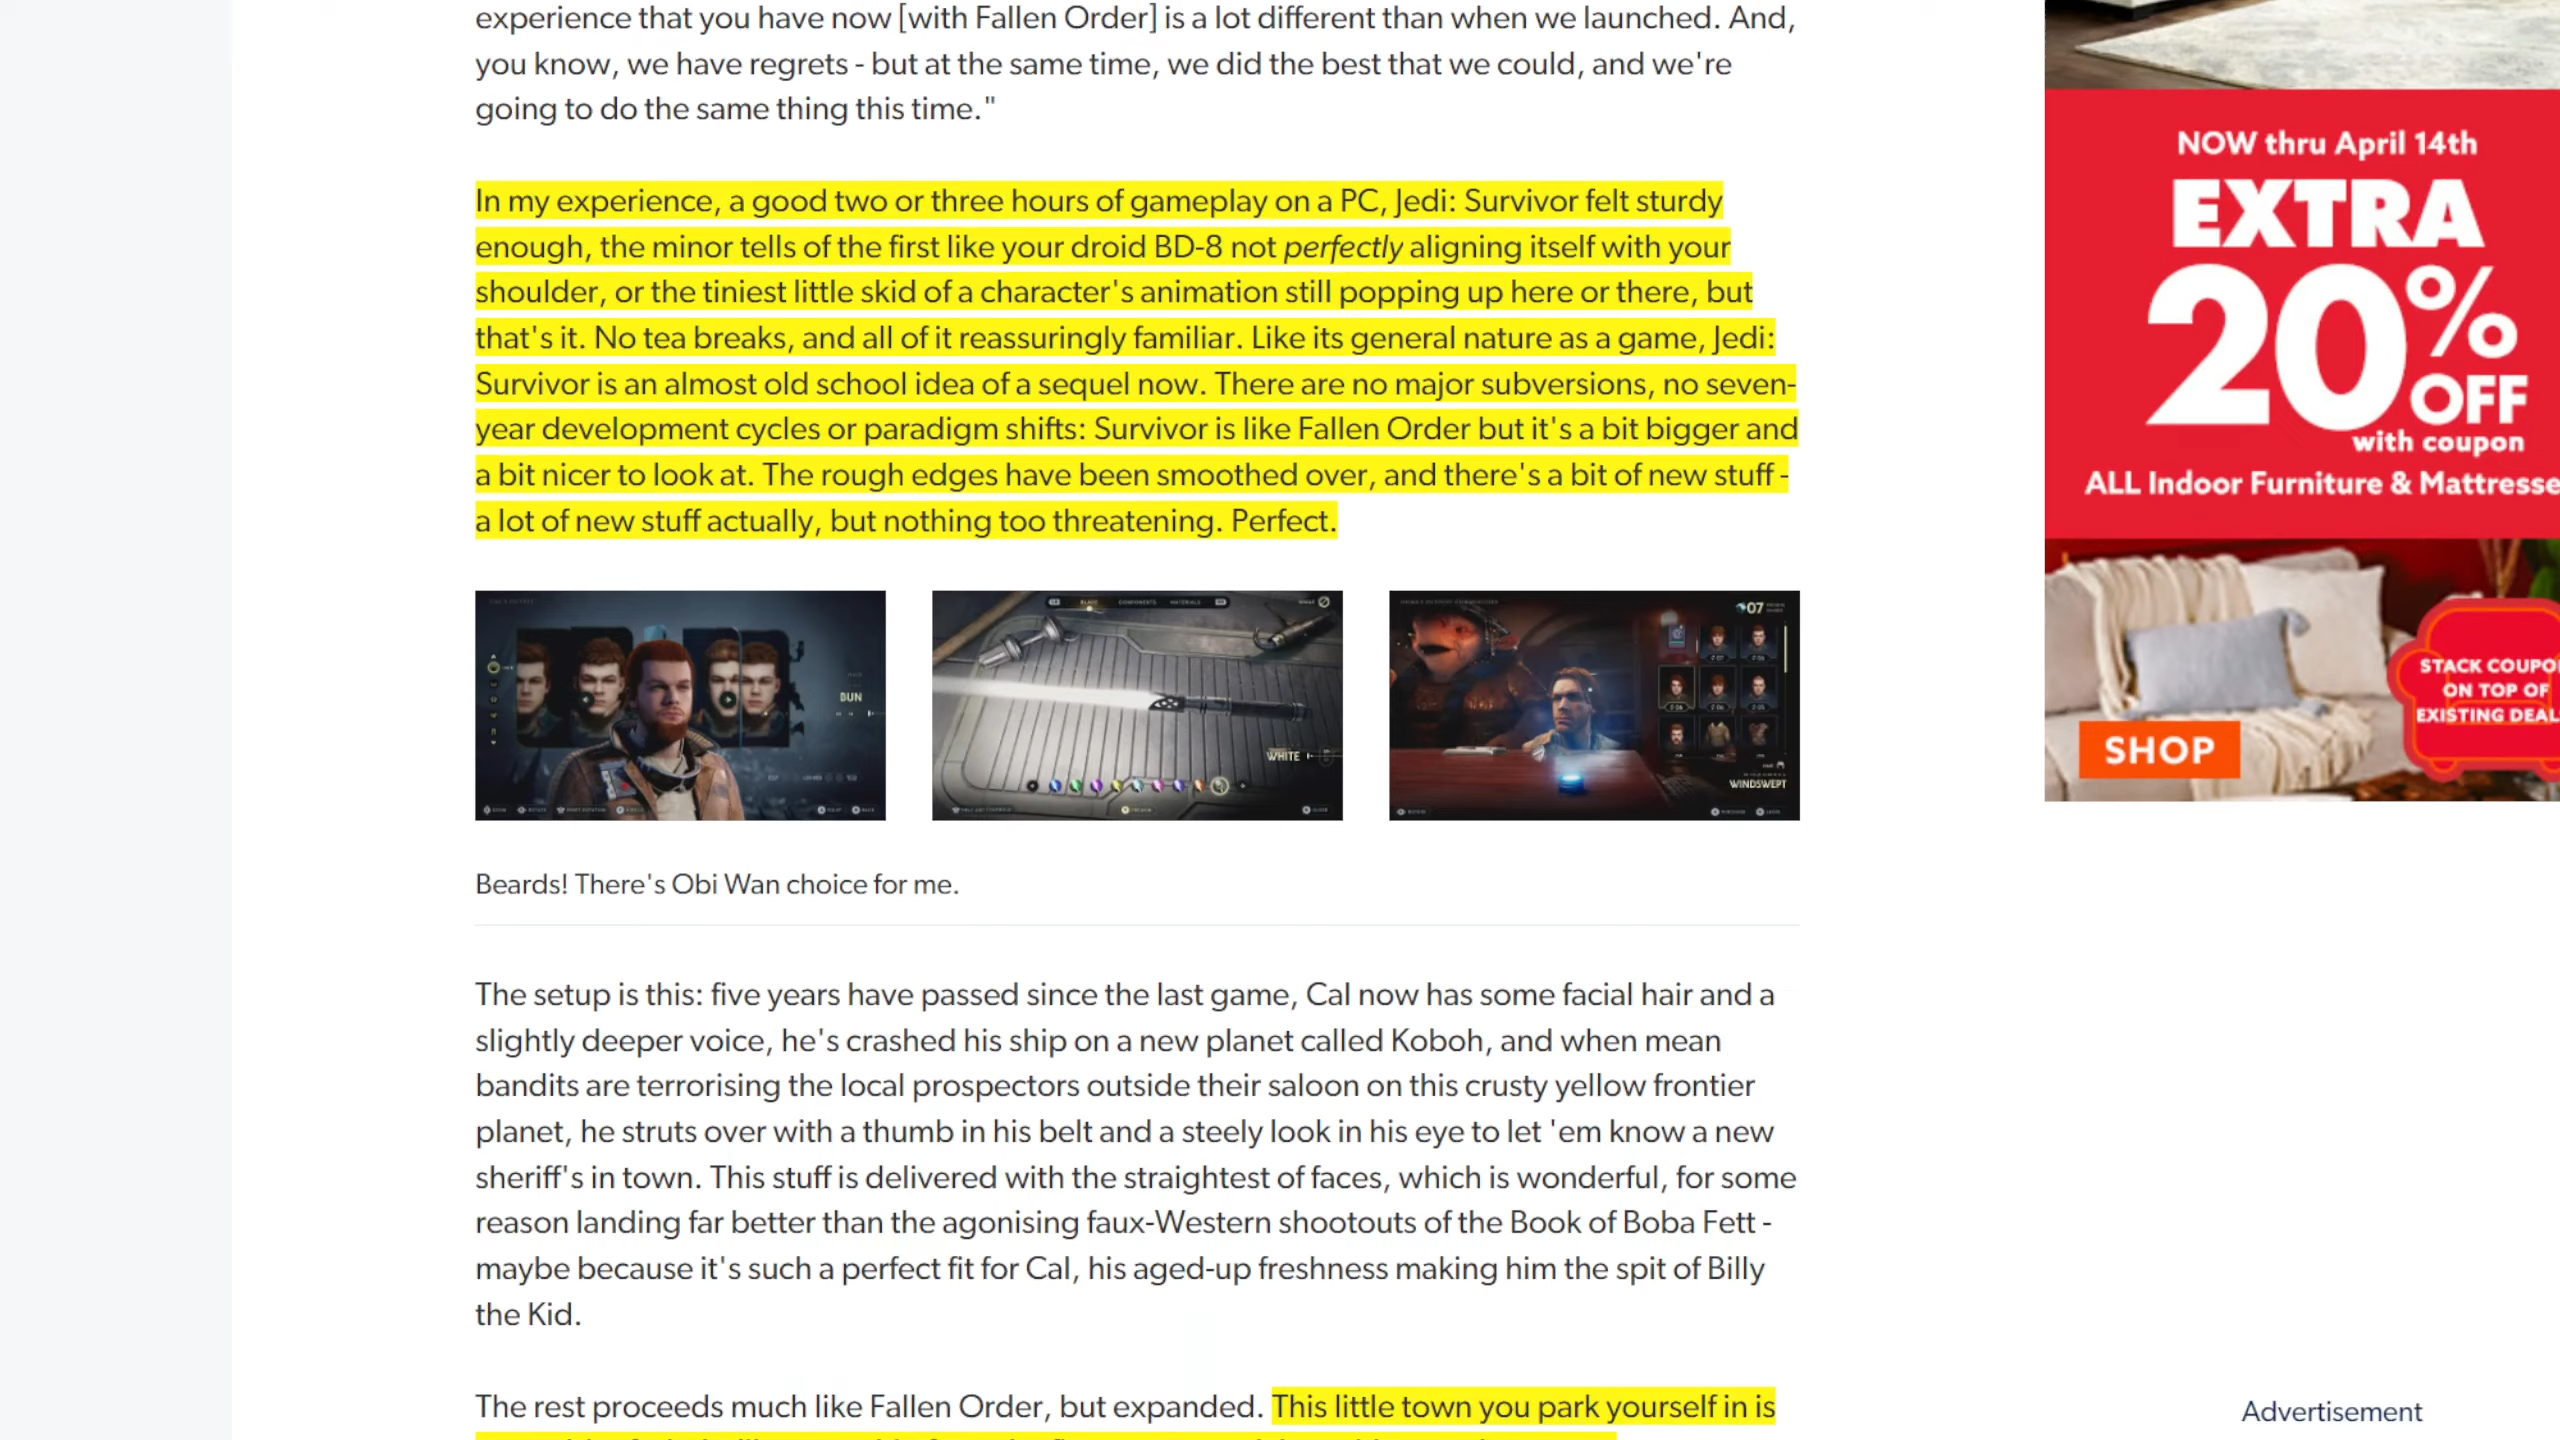 experience that you have now [with Fallen Order] is a lot different than when we launched. And,
you know, we have regrets - but at the same time, we did the best that we could, and we're
going to do the same thing this time."
In my experience, a good two or three hours of gameplay on a PC, Jedi: Survivor felt sturdy
enough, the minor tells of the first like your droid BD-8 not perfectly aligning itself with your
shoulder, or the tiniest little skid of a character's animation still popping up here or there, but
that's it. No tea breaks, and all of it reassuringly familiar. Like its general nature as a game, Jedi:
Survivor is an almost old school idea of a sequel now. There are no major subversions, no seven-
year development cycles or paradigm shifts: Survivor is like Fallen Order but it's a bit bigger and
a bit nicer to look at. The rough edges have been smoothed over, and there's a bit of new stuff -
a lot of new stuff actually, but nothing too threatening. Perfect.
BUN
BLADE COMPONENTS MATERIALS
WHITE
07
WINDSWEPT
Beards! There's Obi Wan choice for me.
The setup is this: five years have passed since the last game, Cal now has some facial hair and a
slightly deeper voice, he's crashed his ship on a new planet called Koboh, and when mean
bandits are terrorising the local prospectors outside their saloon on this crusty yellow frontier
planet, he struts over with a thumb in his belt and a steely look in his eye to let 'em know a new
sheriff's in town. This stuff is delivered with the straightest of faces, which is wonderful, for some
reason landing far better than the agonising faux-Western shootouts of the Book of Boba Fett -
maybe because it's such a perfect fit for Cal, his aged-up freshness making him the spit of Billy
the Kid.
The rest proceeds much like Fallen Order, but expanded. This little town you park yourself in is
NOW thru April 14th
EXTRA
20%
OFF
with coupon
ALL Indoor Furniture & Mattresse
STACK COUPO
ON TOP OF
EXISTING DEAL
SHOP
Advertisement